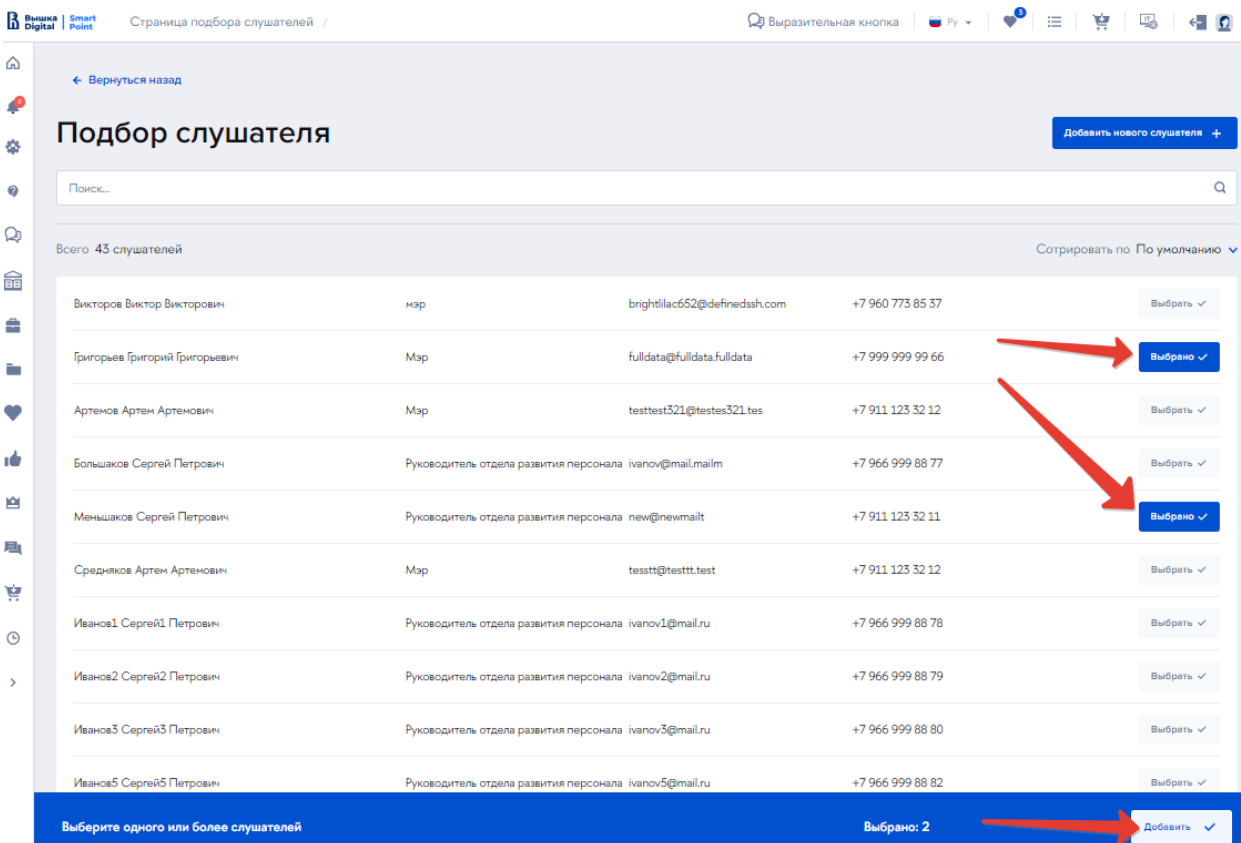 Вышка Digital | Smart Point
Страница подбора слушателей /
Выразительная кнопка
Ру
3
2
← Вернуться назад
Подбор слушателя
Добавить нового слушателя +
Поиск...
Всего 43 слушателей
Сотрировать по По умолчанию
Викторов Виктор Викторович мэр brightlilac652@definedssh.com +7 960 773 85 37 Выбрать
Григорьев Григорий Григорьевич Мэр fulldata@fulldata.fulldata +7 999 999 99 66 Выбрано
Артемов Артем Артемович Мэр testtest321@testes321.tes +7 911 123 32 12 Выбрать
Большаков Сергей Петрович Руководитель отдела развития персонала ivanov@mail.mailm +7 966 999 88 77 Выбрать
Меньшаков Сергей Петрович Руководитель отдела развития персонала new@newmailt +7 911 123 32 11 Выбрано
Средняков Артем Артемович Мэр tesstt@testtt.test +7 911 123 32 12 Выбрать
Иванов1 Сергей1 Петрович Руководитель отдела развития персонала ivanov1@mail.ru +7 966 999 88 78 Выбрать
Иванов2 Сергей2 Петрович Руководитель отдела развития персонала ivanov2@mail.ru +7 966 999 88 79 Выбрать
Иванов3 Сергей3 Петрович Руководитель отдела развития персонала ivanov3@mail.ru +7 966 999 88 80 Выбрать
Иванов5 Сергей5 Петрович Руководитель отдела развития персонала ivanov5@mail.ru +7 966 999 88 82 Выбрать
Выберите одного или более слушателей Выбрано: 2 Добавить